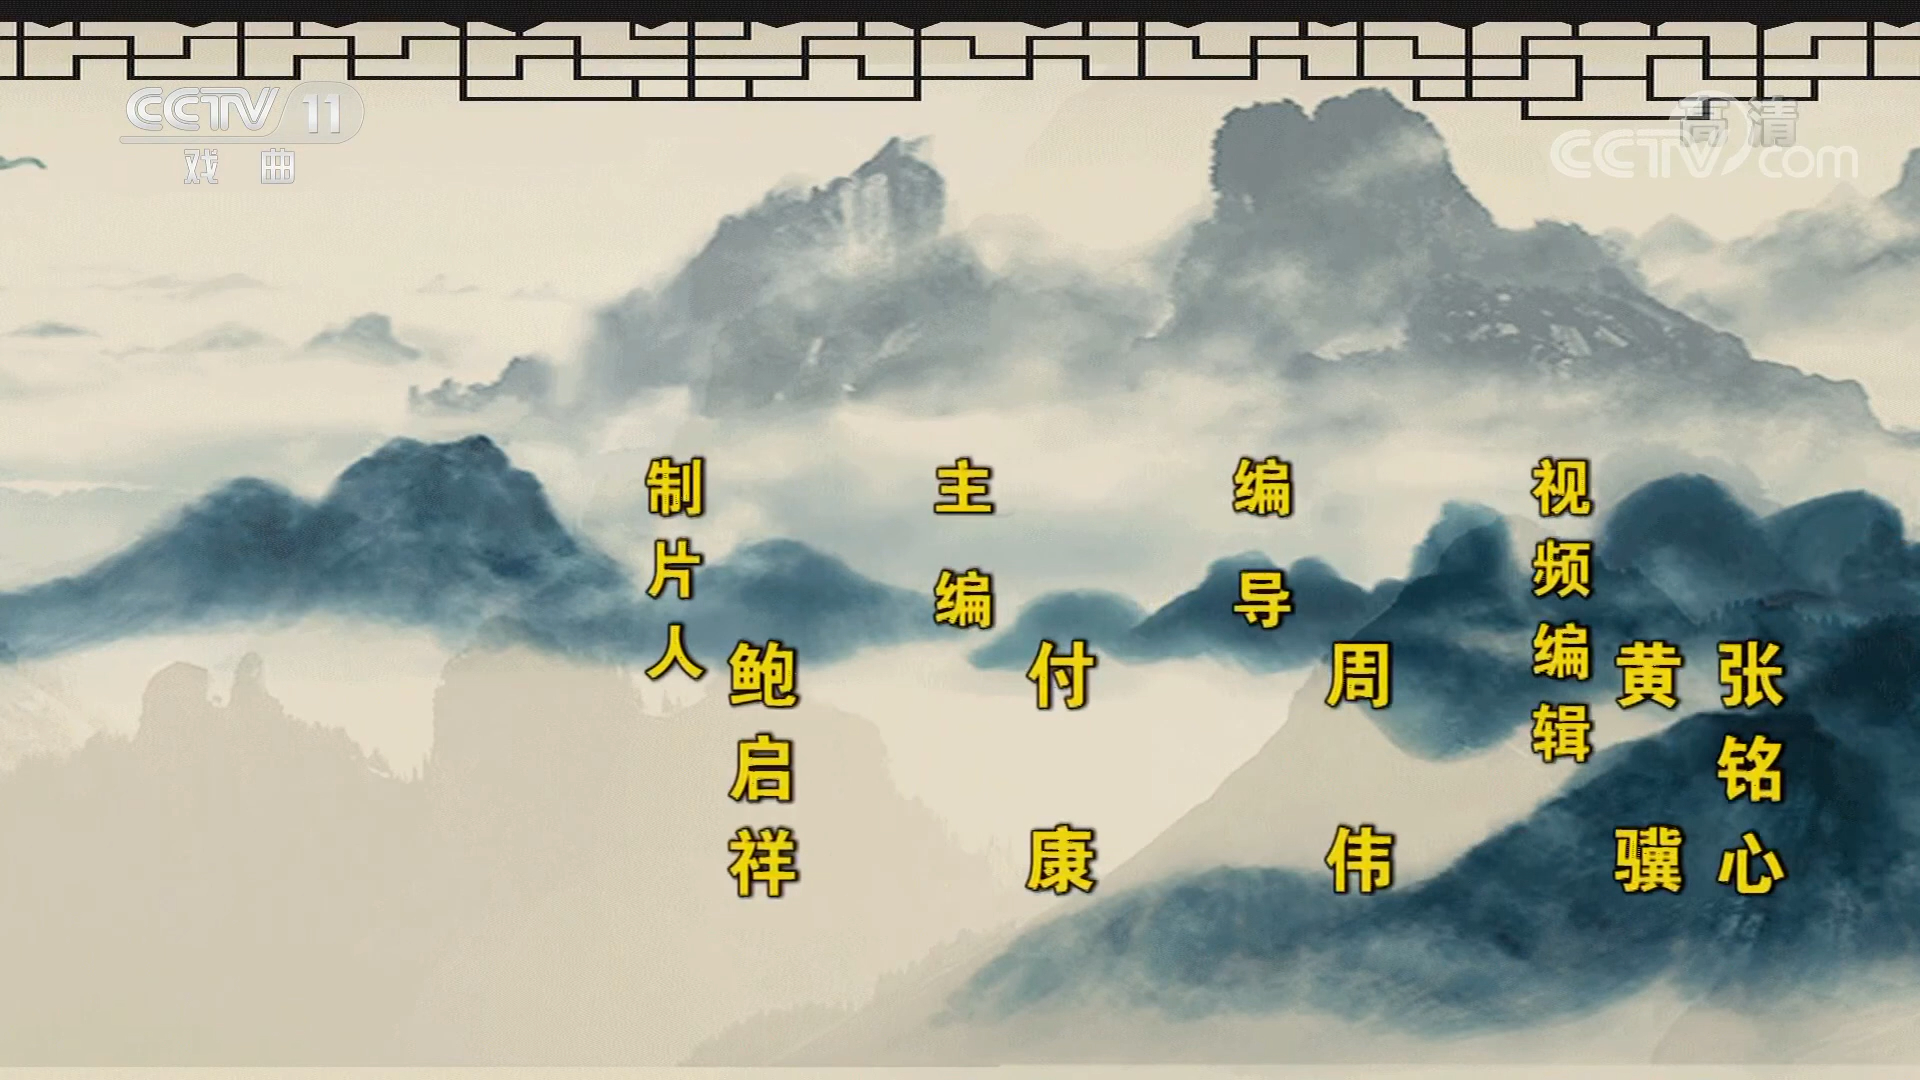 CCTV 11
戏曲
高清
CCTV.com
制片人
鲍启祥
主编
付康
编导
周伟
视频编辑
黄骥
张铭心